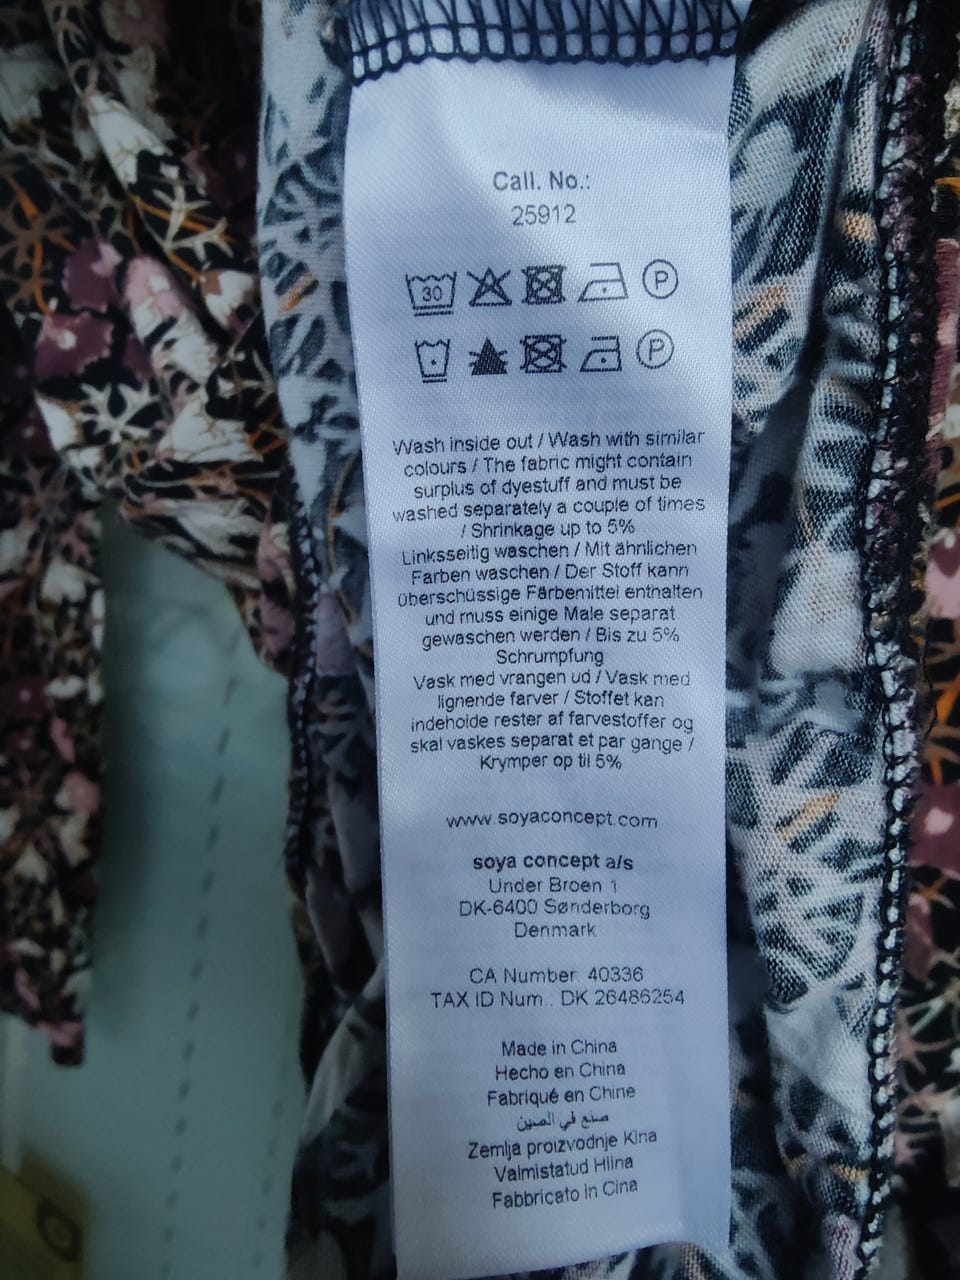 Call. No.:
25912
30 P
P
Wash inside out / Wash with similar
colours / The fabric might contain
surplus of dyestuff and must be
washed separately a couple of times
/ Shrinkage up to 5%
Linksseitig waschen / Mit ähnlichen
Farben waschen / Der Stoff kann
überschüssige Färbemittel enthalten
und muss einige Male separat
gewaschen werden / Bis zu 5%
Schrumpfung
Vask med vrangen ud / Vask med
lignende farver / Stoffet kan
indeholde rester af farvestoffer og
skal vaskes separat et par gange /
Krymper op til 5%
www.soyaconcept.com
soya concept a/s
Under Broen 1
DK-6400 Sønderborg
Denmark
CA Number: 40336
TAX ID Num.: DK 26486254
Made in China
Hecho en China
Fabriqué en Chine
صنع في الصين
Zemlja proizvodnje Kina
Valmistatud Hiina
Fabbricato in Cina